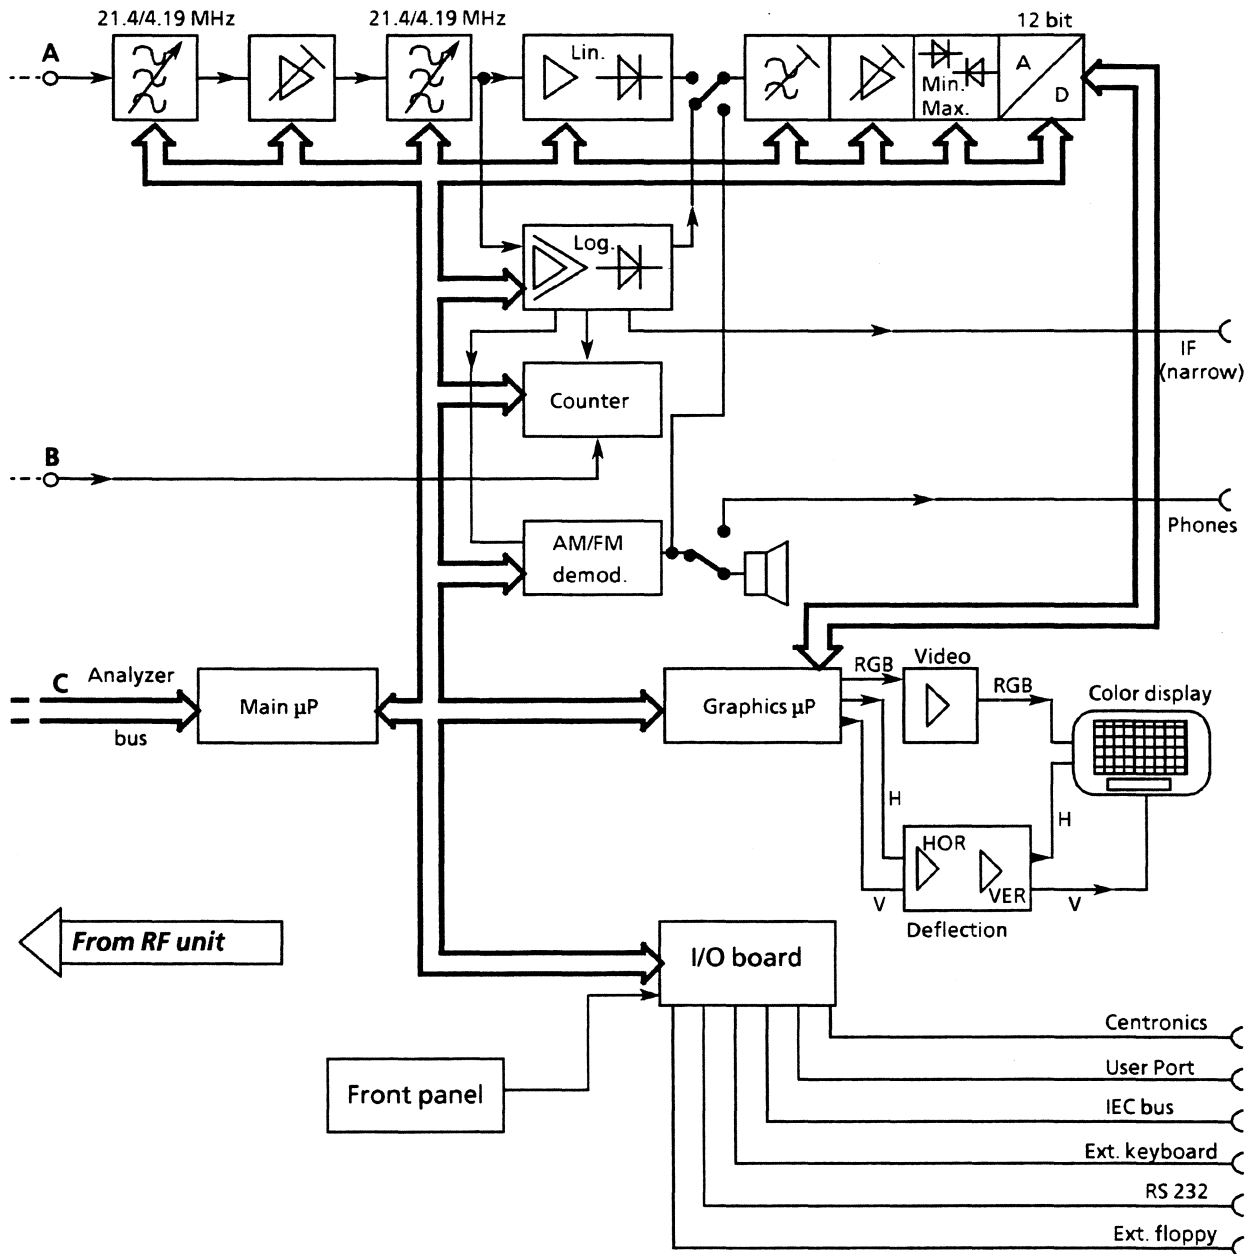 21.4/4.19 MHz
21.4/4.19 MHz
12 bit
A
Lin.
Min.
Max.
A
D
Log.
IF
(narrow)
Counter
B
Phones
AM/FM
demod.
C
Analyzer
bus
Main µP
Graphics µP
RGB
Video
RGB
Color display
H
H
HOR
VER
V
V
Deflection
From RF unit
I/O board
Front panel
Centronics
User Port
IEC bus
Ext. keyboard
RS 232
Ext. floppy